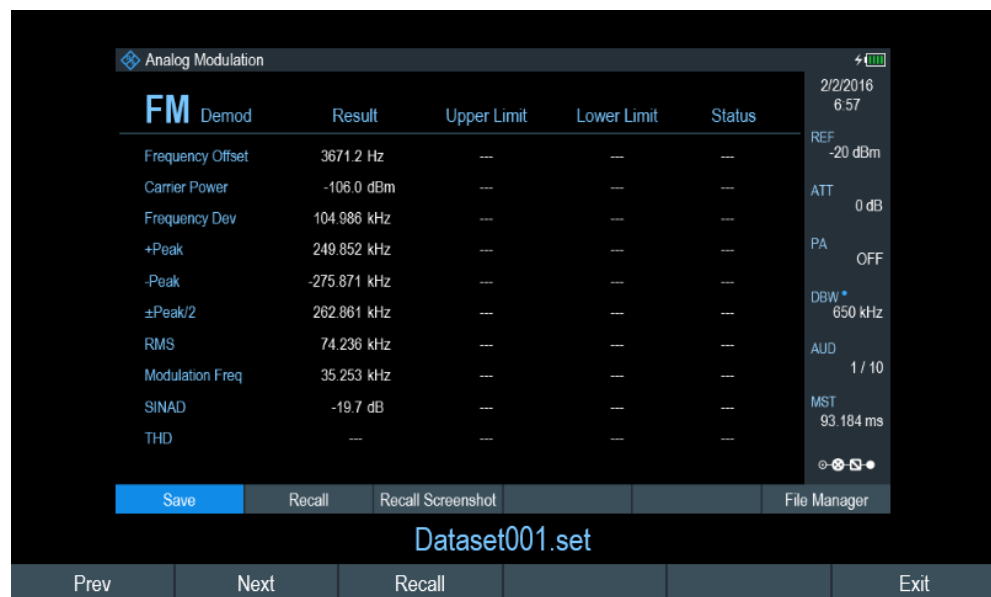 Analog Modulation
2/2/2016
6:57
FM Demod Result Upper Limit Lower Limit Status
Frequency Offset 3671.2 Hz --- --- ---
Carrier Power -106.0 dBm --- --- ---
Frequency Dev 104.986 kHz --- --- ---
+Peak 249.852 kHz --- --- ---
-Peak -275.871 kHz --- --- ---
±Peak/2 262.861 kHz --- --- ---
RMS 74.236 kHz --- --- ---
Modulation Freq 35.253 kHz --- --- ---
SINAD -19.7 dB --- --- ---
THD --- --- --- ---
REF
-20 dBm
ATT
0 dB
PA
OFF
DBW
650 kHz
AUD
1 / 10
MST
93.184 ms
Save Recall Recall Screenshot File Manager
Dataset001.set
Prev Next Recall Exit